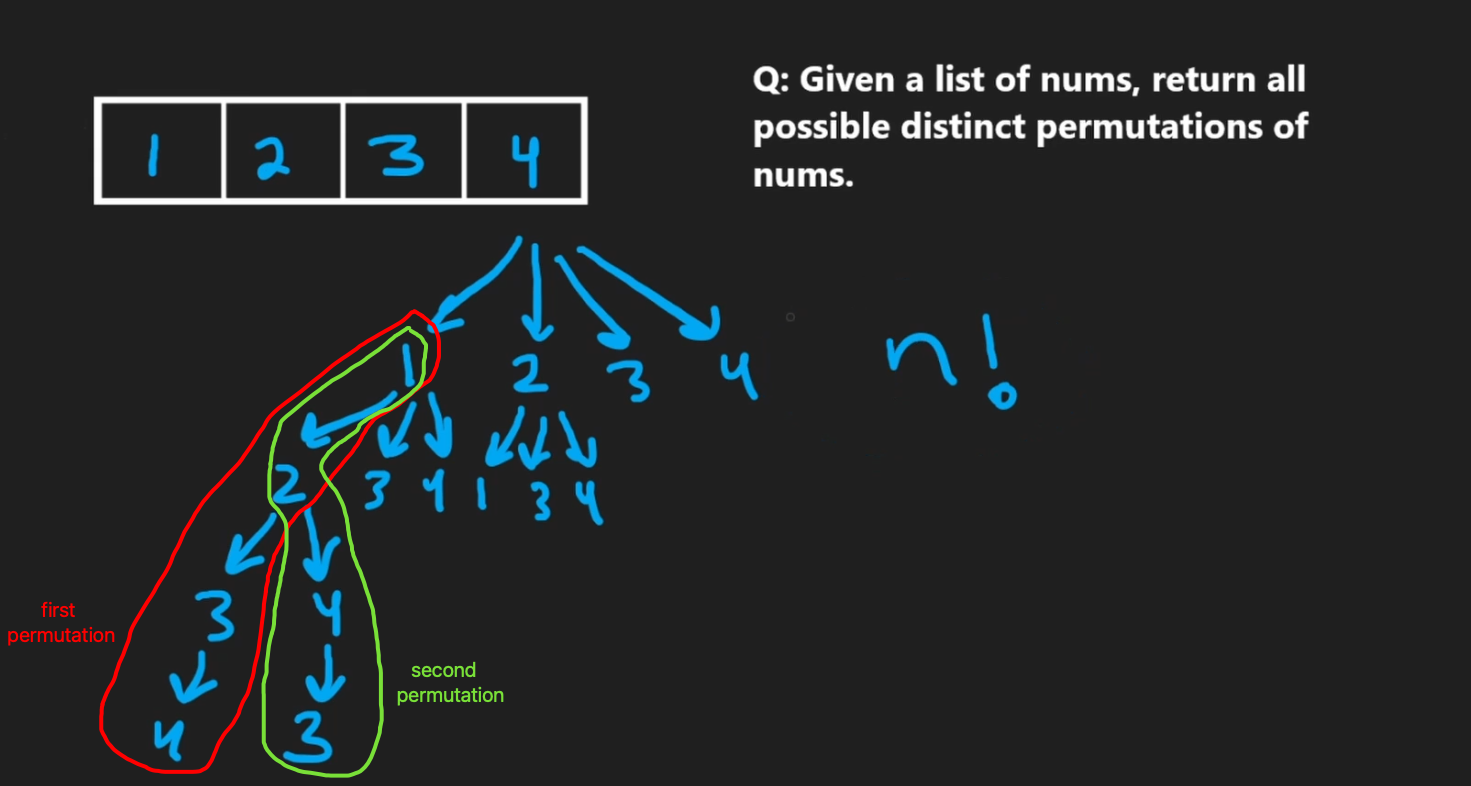 Q: Given a list of nums, return all
possible distinct permutations of
nums.
1 2 3 4
1 2 3 4
n!
2 3 4 1 3 4
3 4
first
permutation
second
permutation
4 3